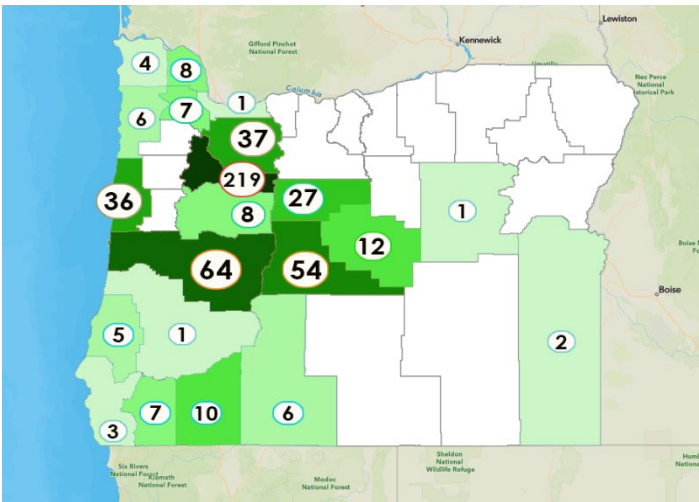 Lewiston
Gifford Pinchot
National Forest
Kennewick
Umatilla
Nez Perce
National
Historical Park
Columbia
4
8
6
7
1
37
219
36
27
8
1
12
64
54
Boise
5
1
2
3
7
10
6
Six Rivers
National Forest
Klamath
National Forest
Modoc
National Forest
Sheldon
National
Wildlife Refuge